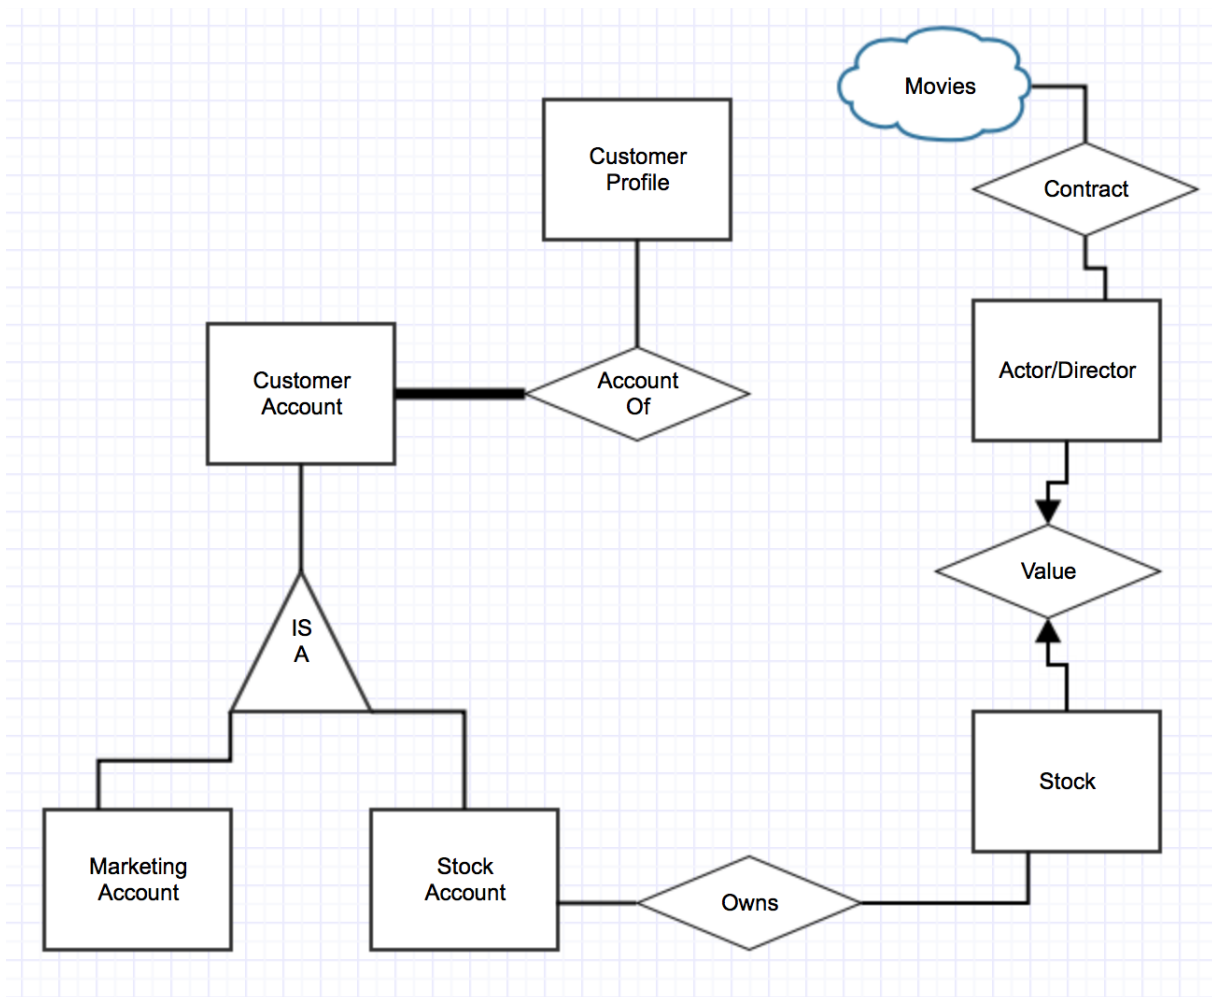 Movies
Customer
Profile
Contract
Customer
Account
Account
Of
Actor/Director
Value
IS
A
Stock
Marketing
Account
Stock
Account
Owns